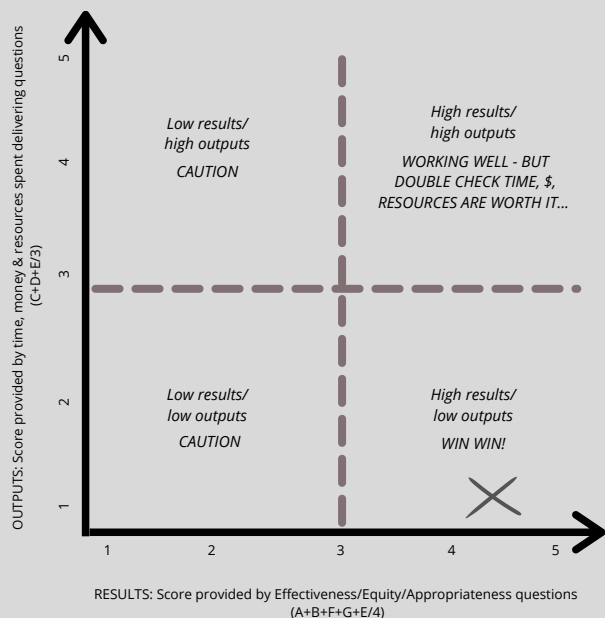 OUTPUTS: Score provided by time, money & resources spent delivering questions
(C+D+E/3)
5
4
3
2
1
Low results/
high outputs
CAUTION
High results/
high outputs
WORKING WELL - BUT
DOUBLE CHECK TIME, $,
RESOURCES ARE WORTH IT...
Low results/
low outputs
CAUTION
High results/
low outputs
WIN WIN!
1 2 3 4 5
RESULTS: Score provided by Effectiveness/Equity/Appropriateness questions
(A+B+F+G+E/4)